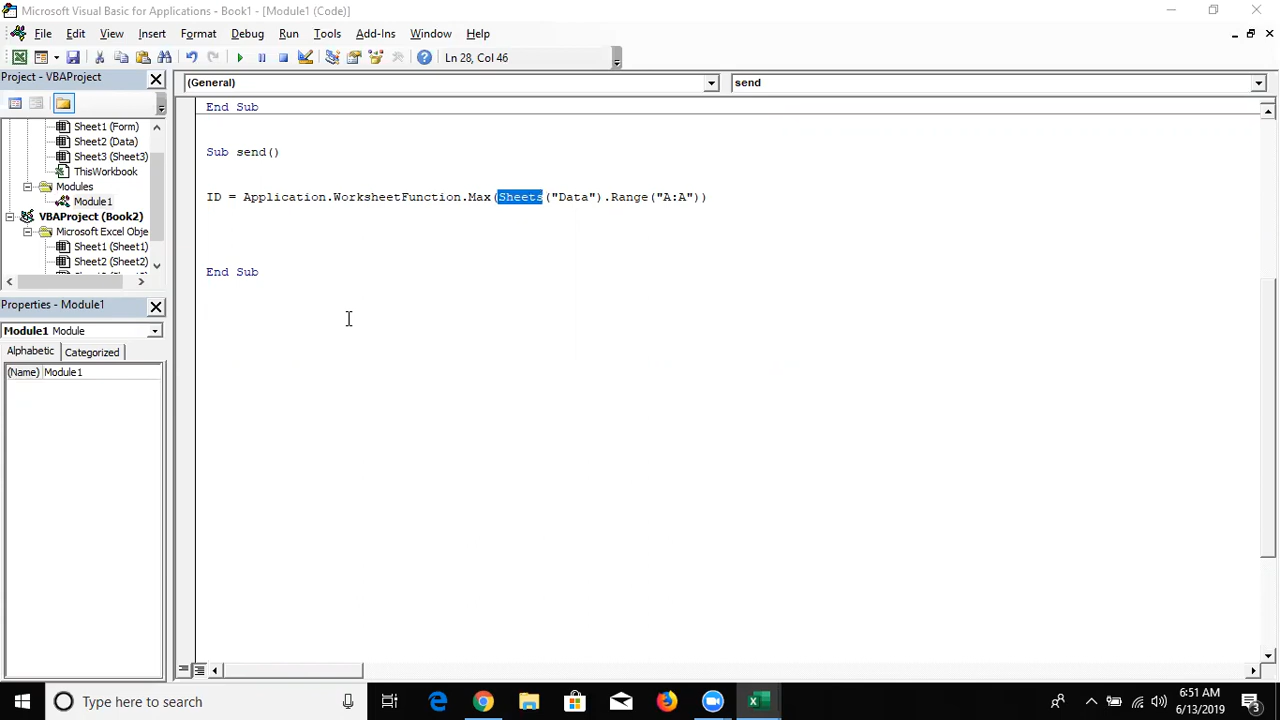 Microsoft Visual Basic for Applications - Book1 - [Module1 (Code)]
File Edit View Insert Format Debug Run Tools Add-Ins Window Help
Ln 28, Col 46
Project - VBAProject
(General)
send
Sheet1 (Form)
Sheet2 (Data)
Sheet3 (Sheet3)
ThisWorkbook
Modules
Module1
VBAProject (Book2)
Microsoft Excel Obje
Sheet1 (Sheet1)
Sheet2 (Sheet2)
Properties - Module1
Module1 Module
Alphabetic Categorized
(Name) Module1
End Sub
Sub send()
ID = Application.WorksheetFunction.Max(Sheets("Data").Range("A:A"))
End Sub
Type here to search
6:51 AM
6/13/2019
3